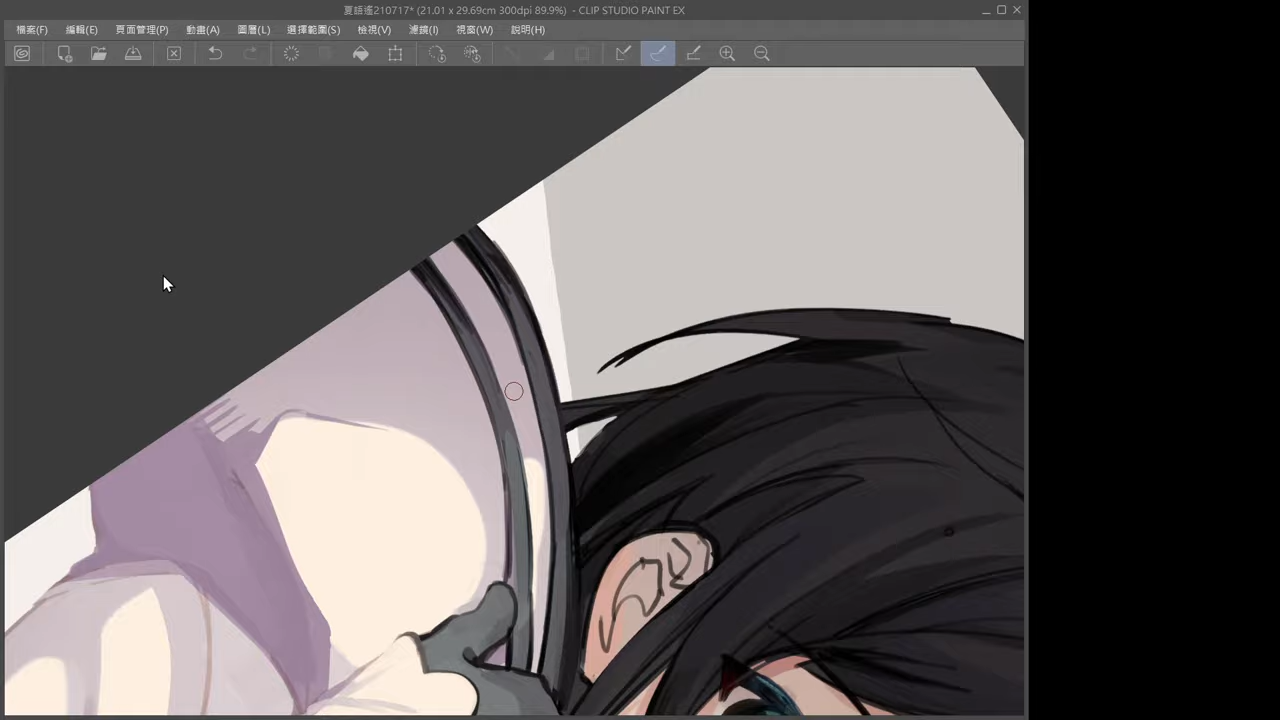 夏語遙210717* (21.01 x 29.69cm 300dpi 89.9%) - CLIP STUDIO PAINT EX
檔案(F) 編輯(E) 頁面管理(P) 動畫(A) 圖層(L) 選擇範圍(S) 檢視(V) 濾鏡(I) 視窗(W) 說明(H)